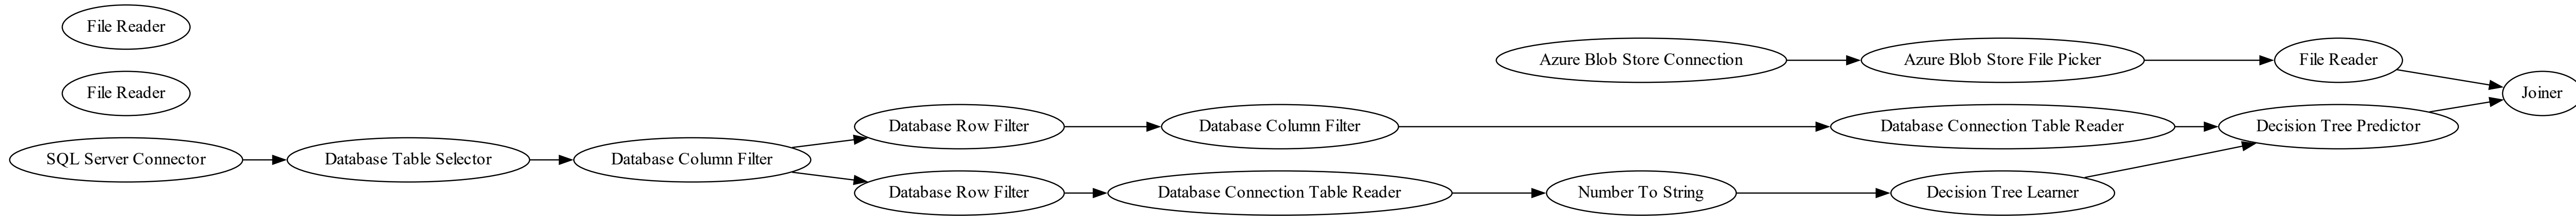 File Reader
File Reader
SQL Server Connector
Database Table Selector
Database Column Filter
Database Row Filter
Database Column Filter
Database Connection Table Reader
Database Row Filter
Database Connection Table Reader
Number To String
Decision Tree Learner
Decision Tree Predictor
Azure Blob Store Connection
Azure Blob Store File Picker
File Reader
Joiner